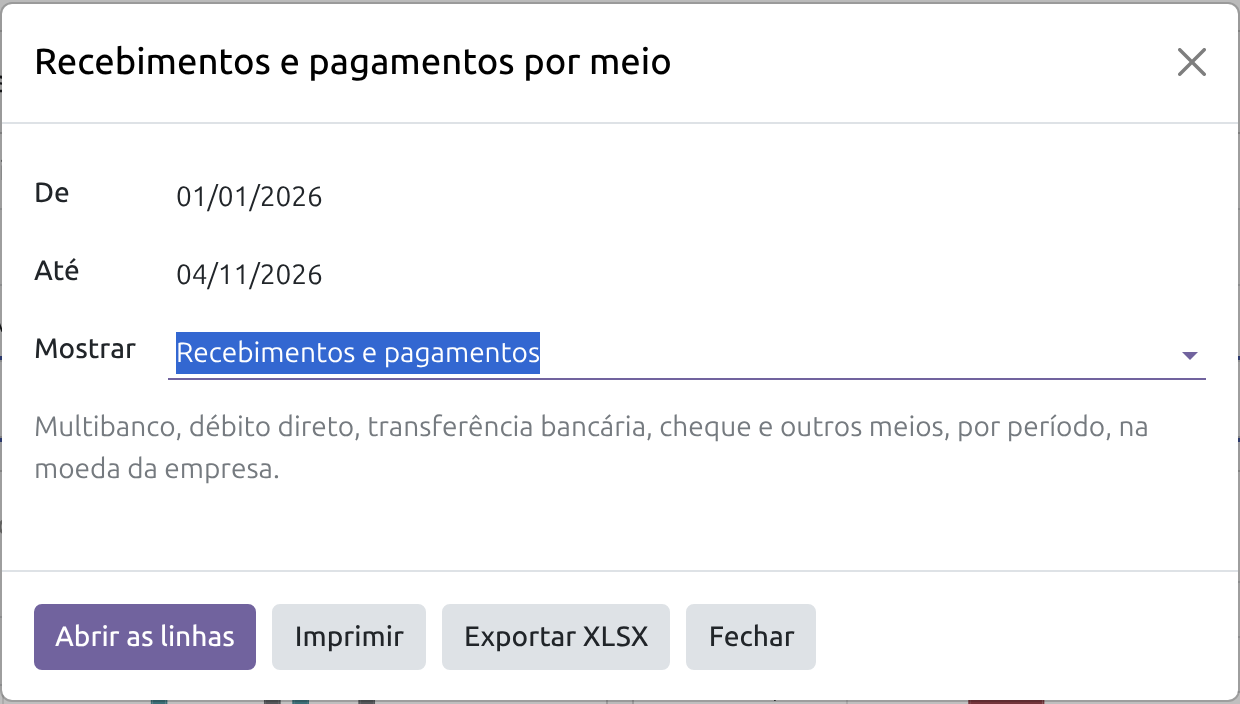 Recebimentos e pagamentos por meio
De
01/01/2026
Até
04/11/2026
Mostrar
Recebimentos e pagamentos
Multibanco, débito direto, transferência bancária, cheque e outros meios, por período, na
moeda da empresa.
Abrir as linhas
Imprimir
Exportar XLSX
Fechar